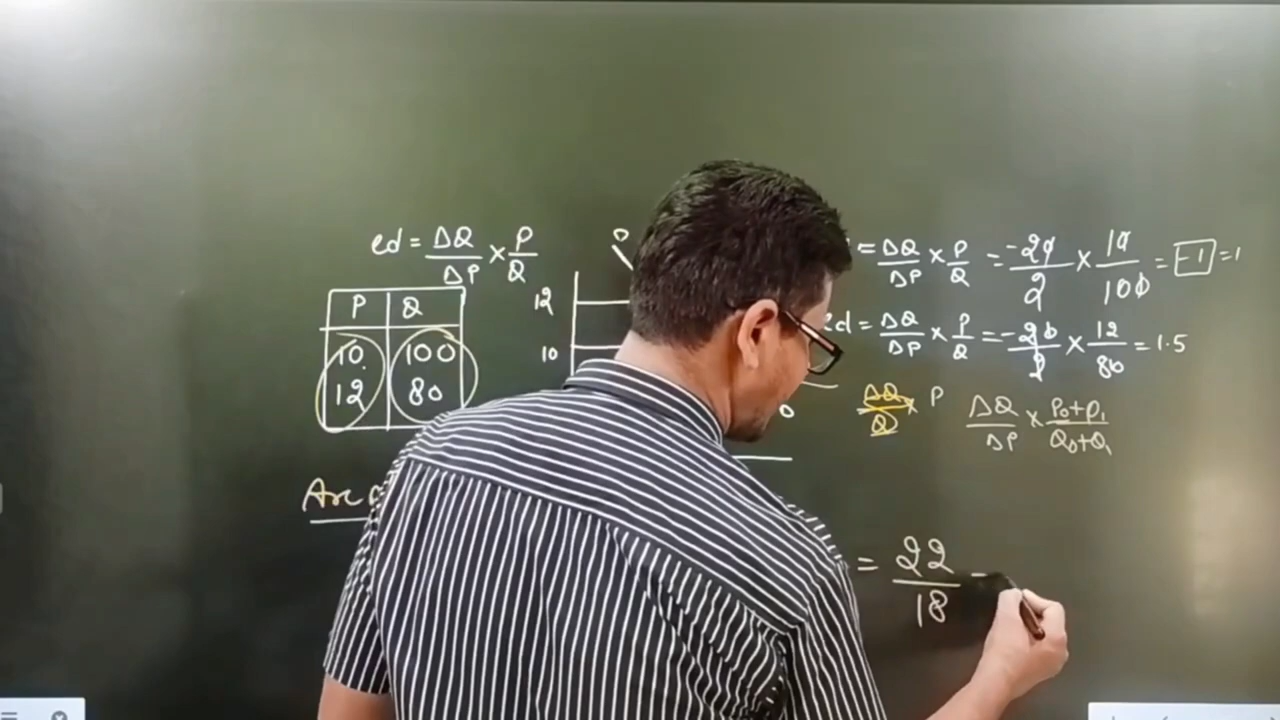 ed = ΔQ/ΔP × P/Q
P Q
10 100
12 80
12
10
= ΔQ/ΔP × P/Q = -20/2 × 10/100 = -1 = 1
ed = ΔQ/ΔP × P/Q = -20/2 × 12/80 = 1.5
ΔQ/Q × P
ΔQ/ΔP × P₀+P₁/Q₀+Q₁
Arc
= 22/18 =